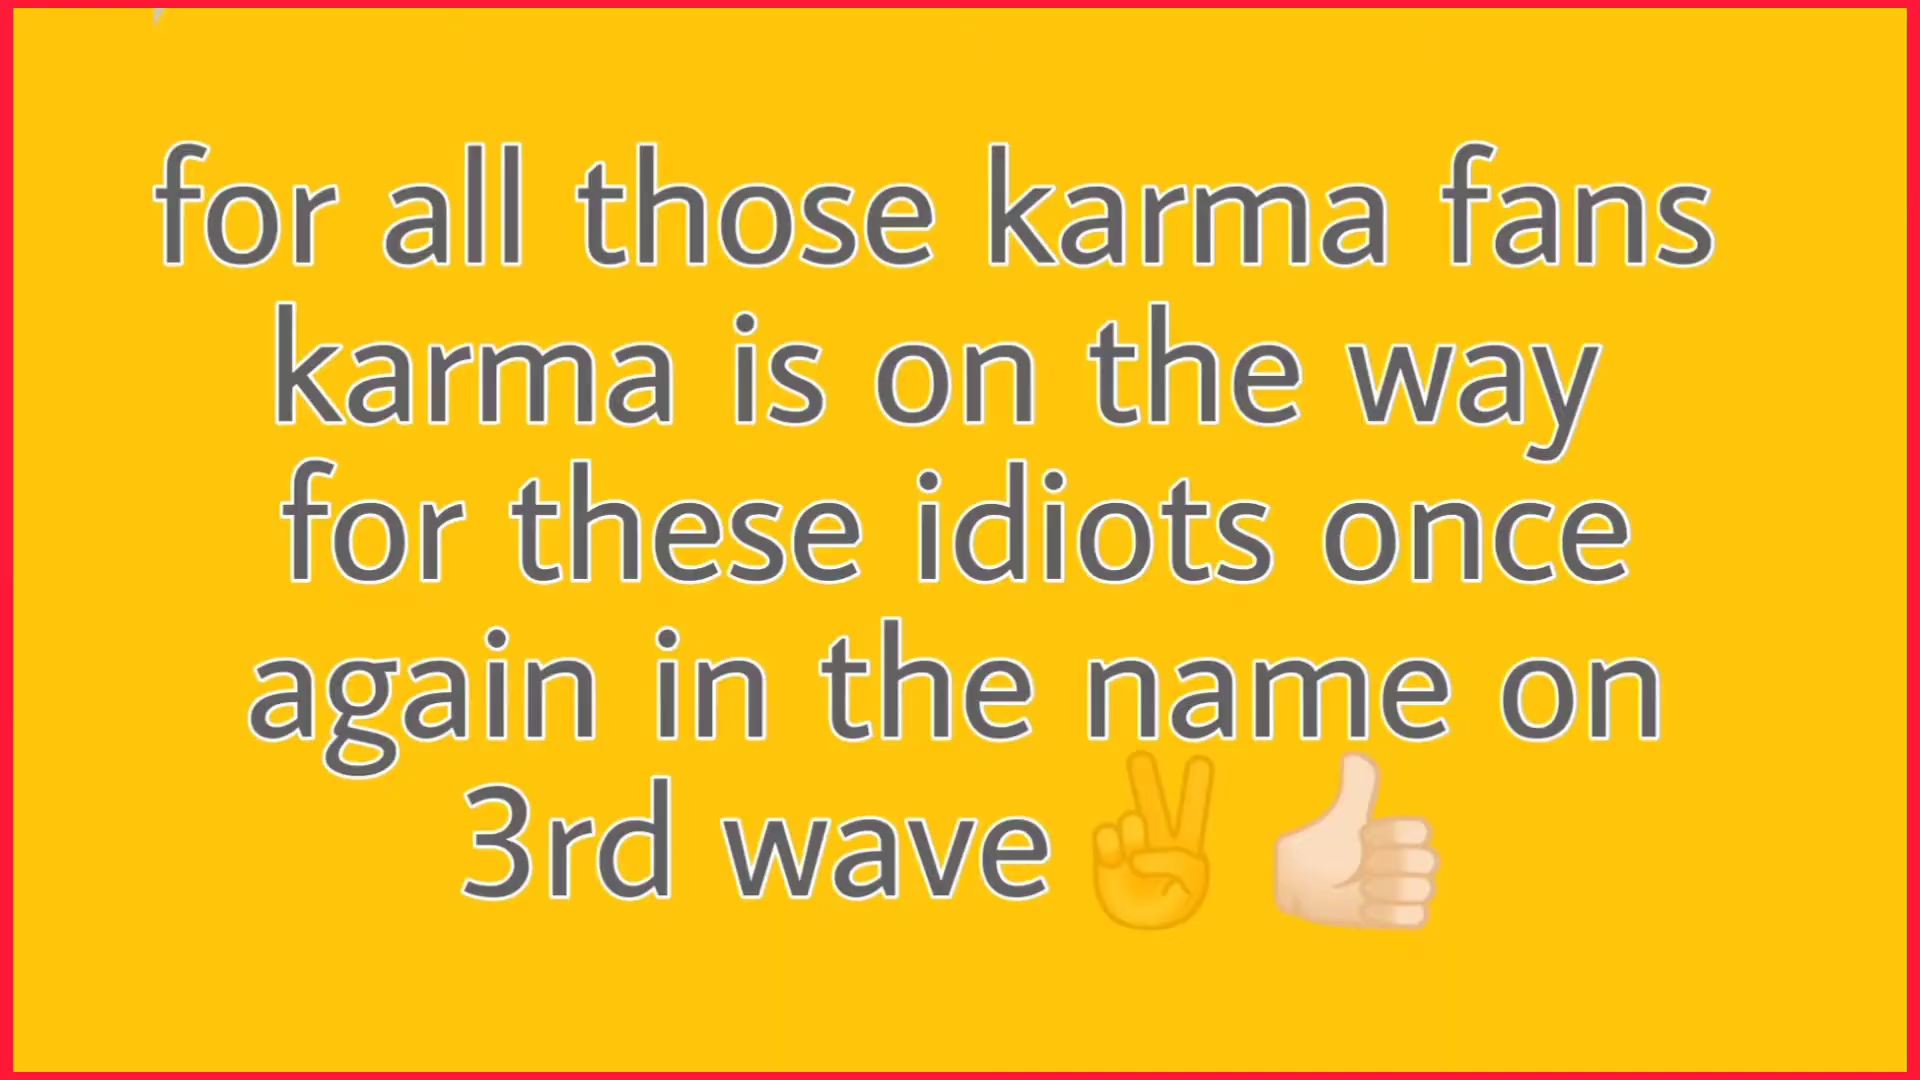 for all those karma fans
karma is on the way
for these idiots once
again in the name on
3rd wave✌️👍🏻